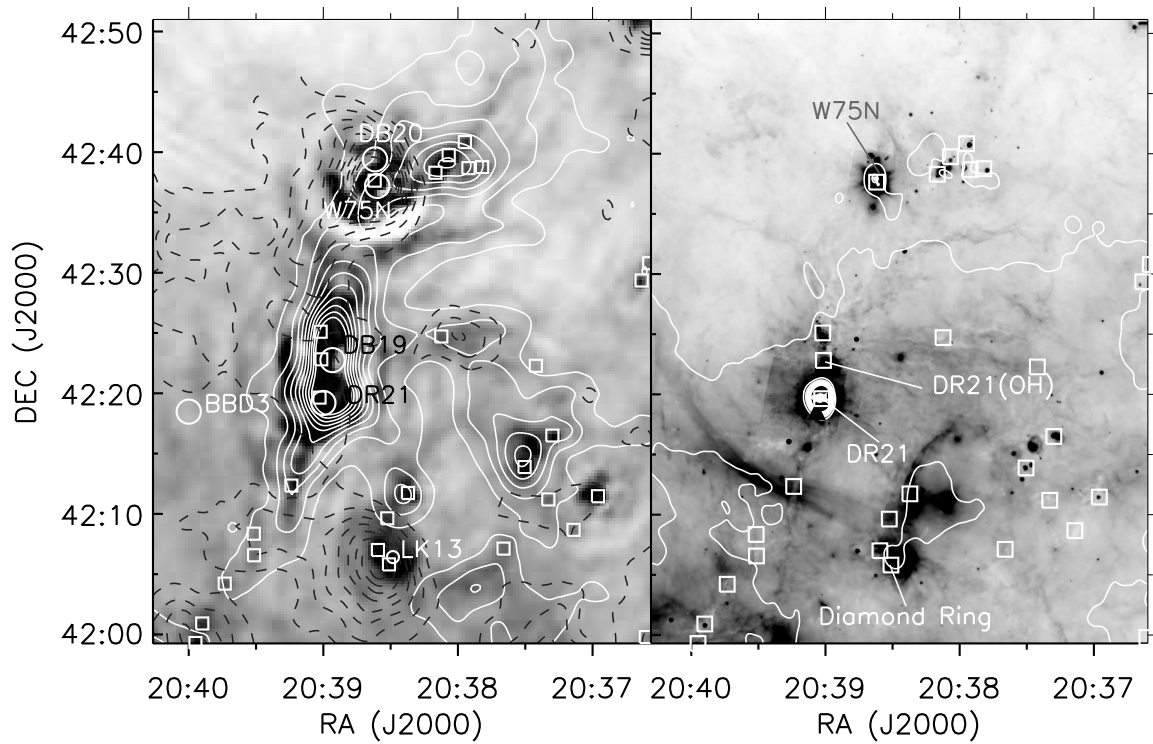 42:50
42:40
42:30
42:20
42:10
42:00
DEC (J2000)
DB20
W75N
DB19
DR21
BBD3
LK13
20:40 20:39 20:38 20:37
RA (J2000)
W75N
DR21(OH)
DR21
Diamond Ring
20:40 20:39 20:38 20:37
RA (J2000)